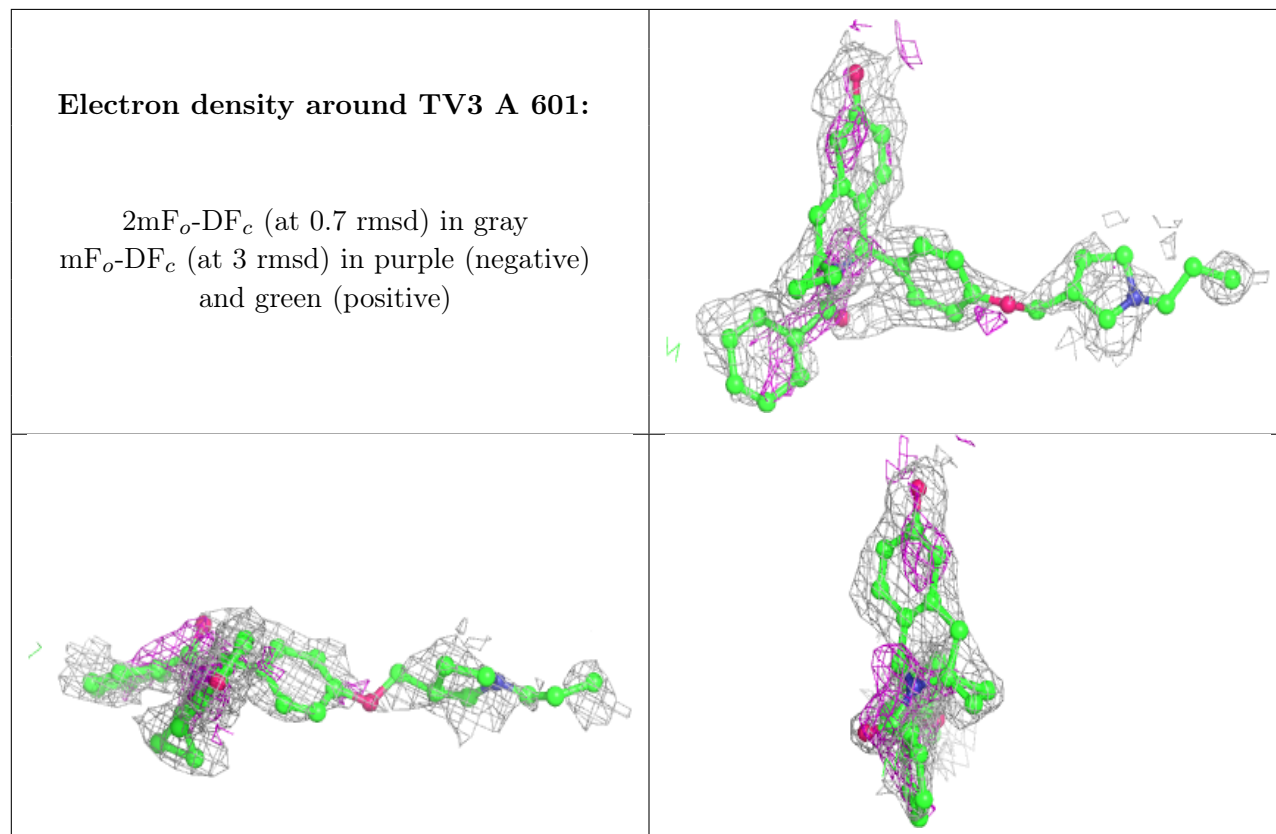 Electron density around TV3 A 601:
2mFo-DFc (at 0.7 rmsd) in gray
mFo-DFc (at 3 rmsd) in purple (negative)
and green (positive)